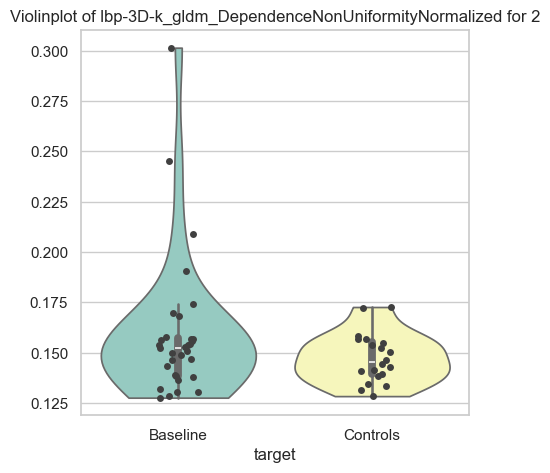 Violinplot of lbp-3D-k_gldm_DependenceNonUniformityNormalized for 2
0.300
0.275
0.250
0.225
0.200
0.175
0.150
0.125
Baseline
Controls
target